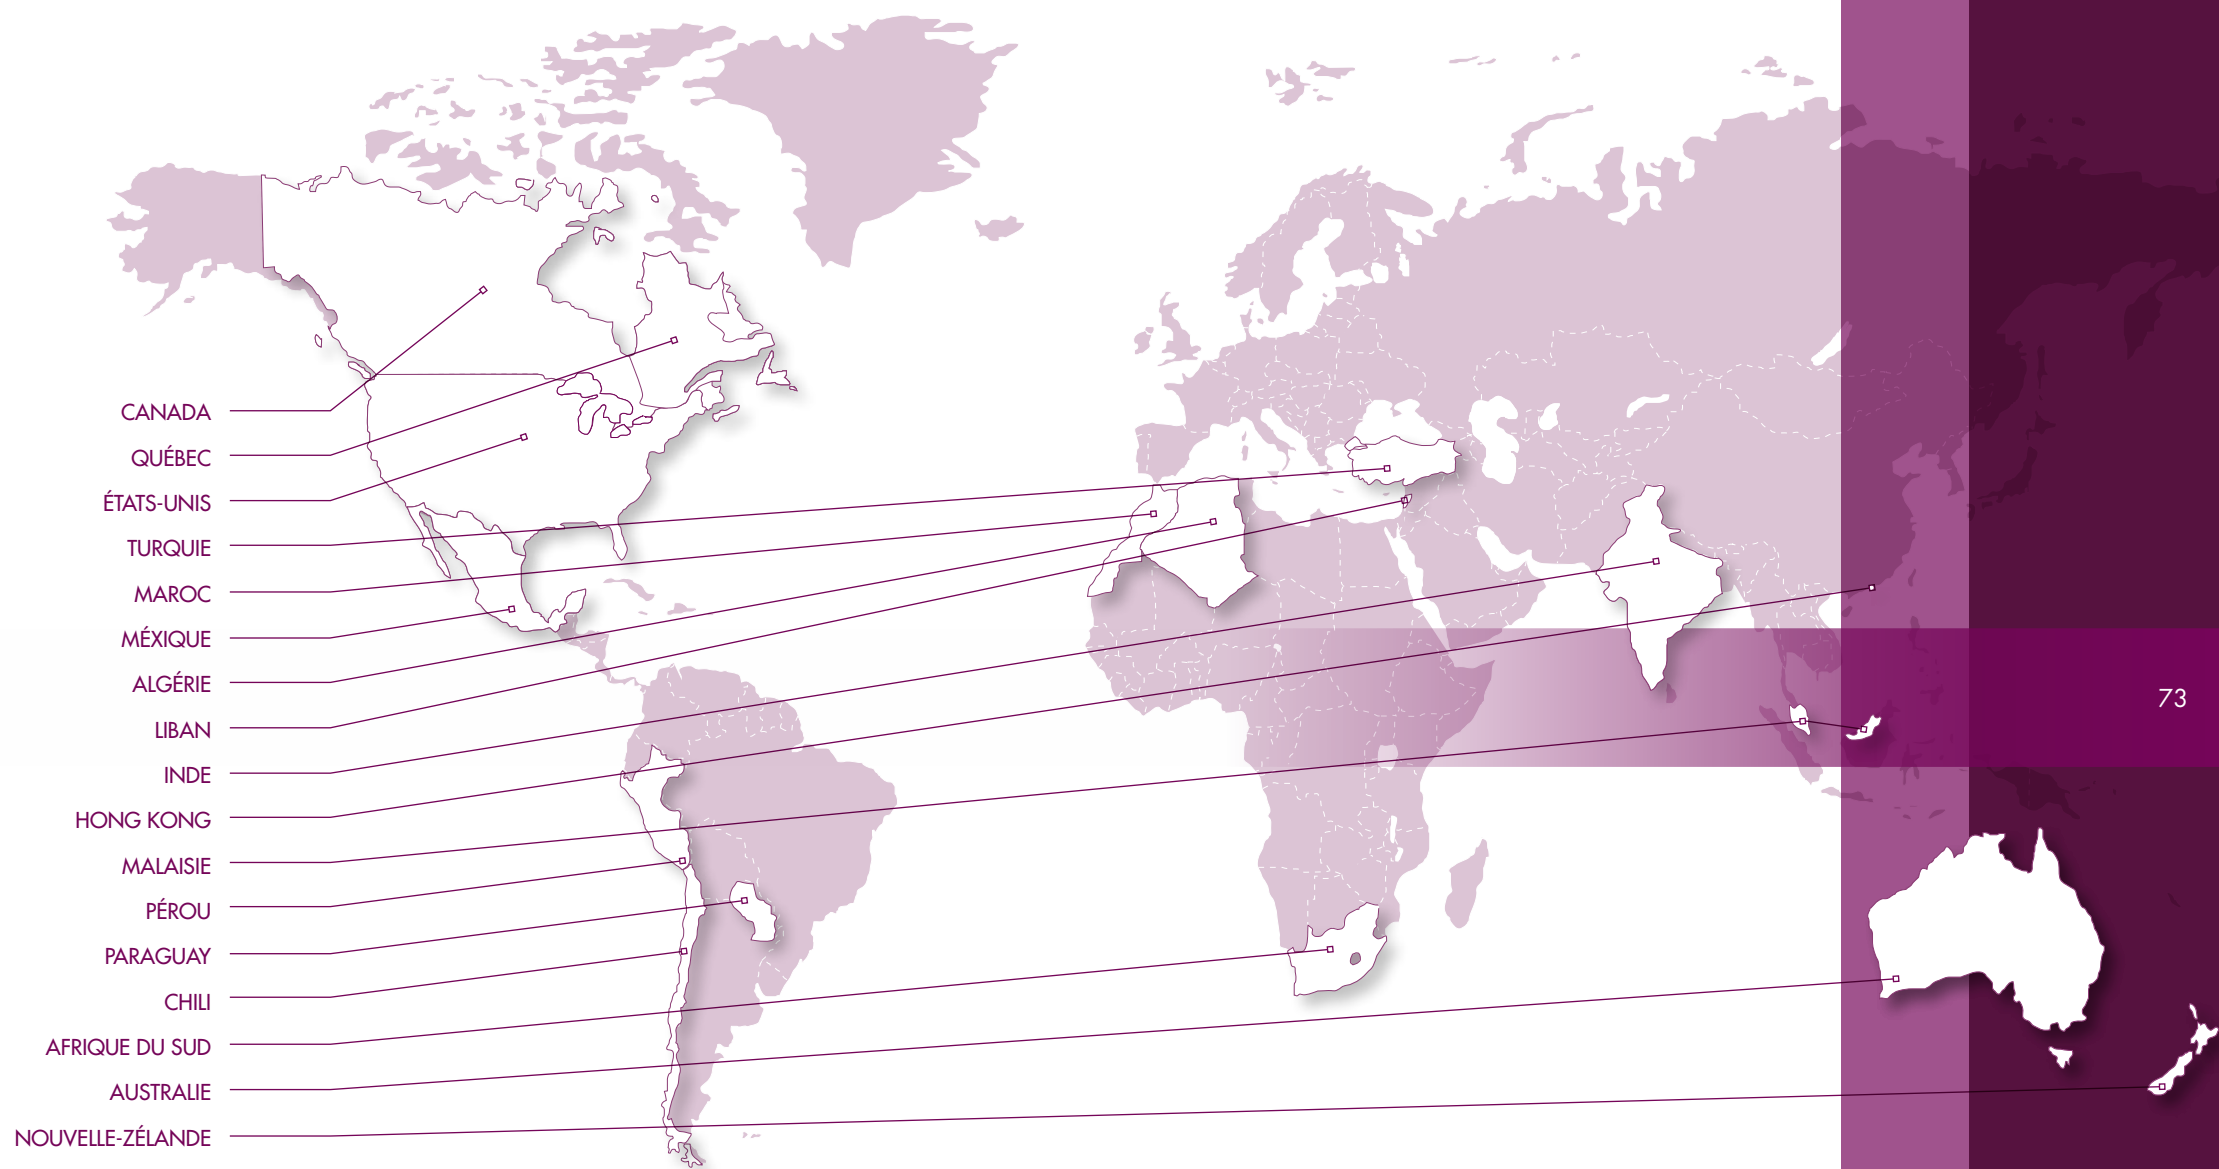 CANADA
QUÉBEC
ÉTATS-UNIS
TURQUIE
MAROC
MÉXIQUE
ALGÉRIE
LIBAN
INDE
HONG KONG
MALAISIE
PÉROU
PARAGUAY
CHILI
AFRIQUE DU SUD
AUSTRALIE
NOUVELLE-ZÉLANDE
73